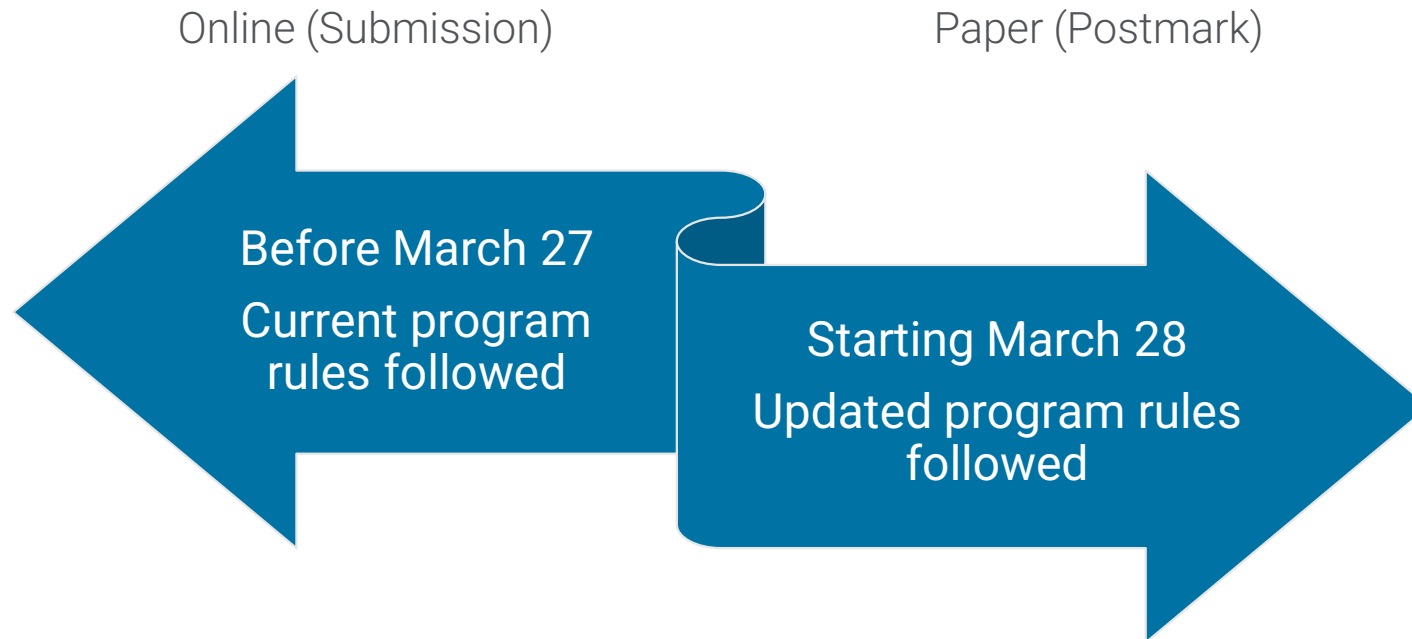 Online (Submission)
Paper (Postmark)
Before March 27
Current program
rules followed
Starting March 28
Updated program rules
followed